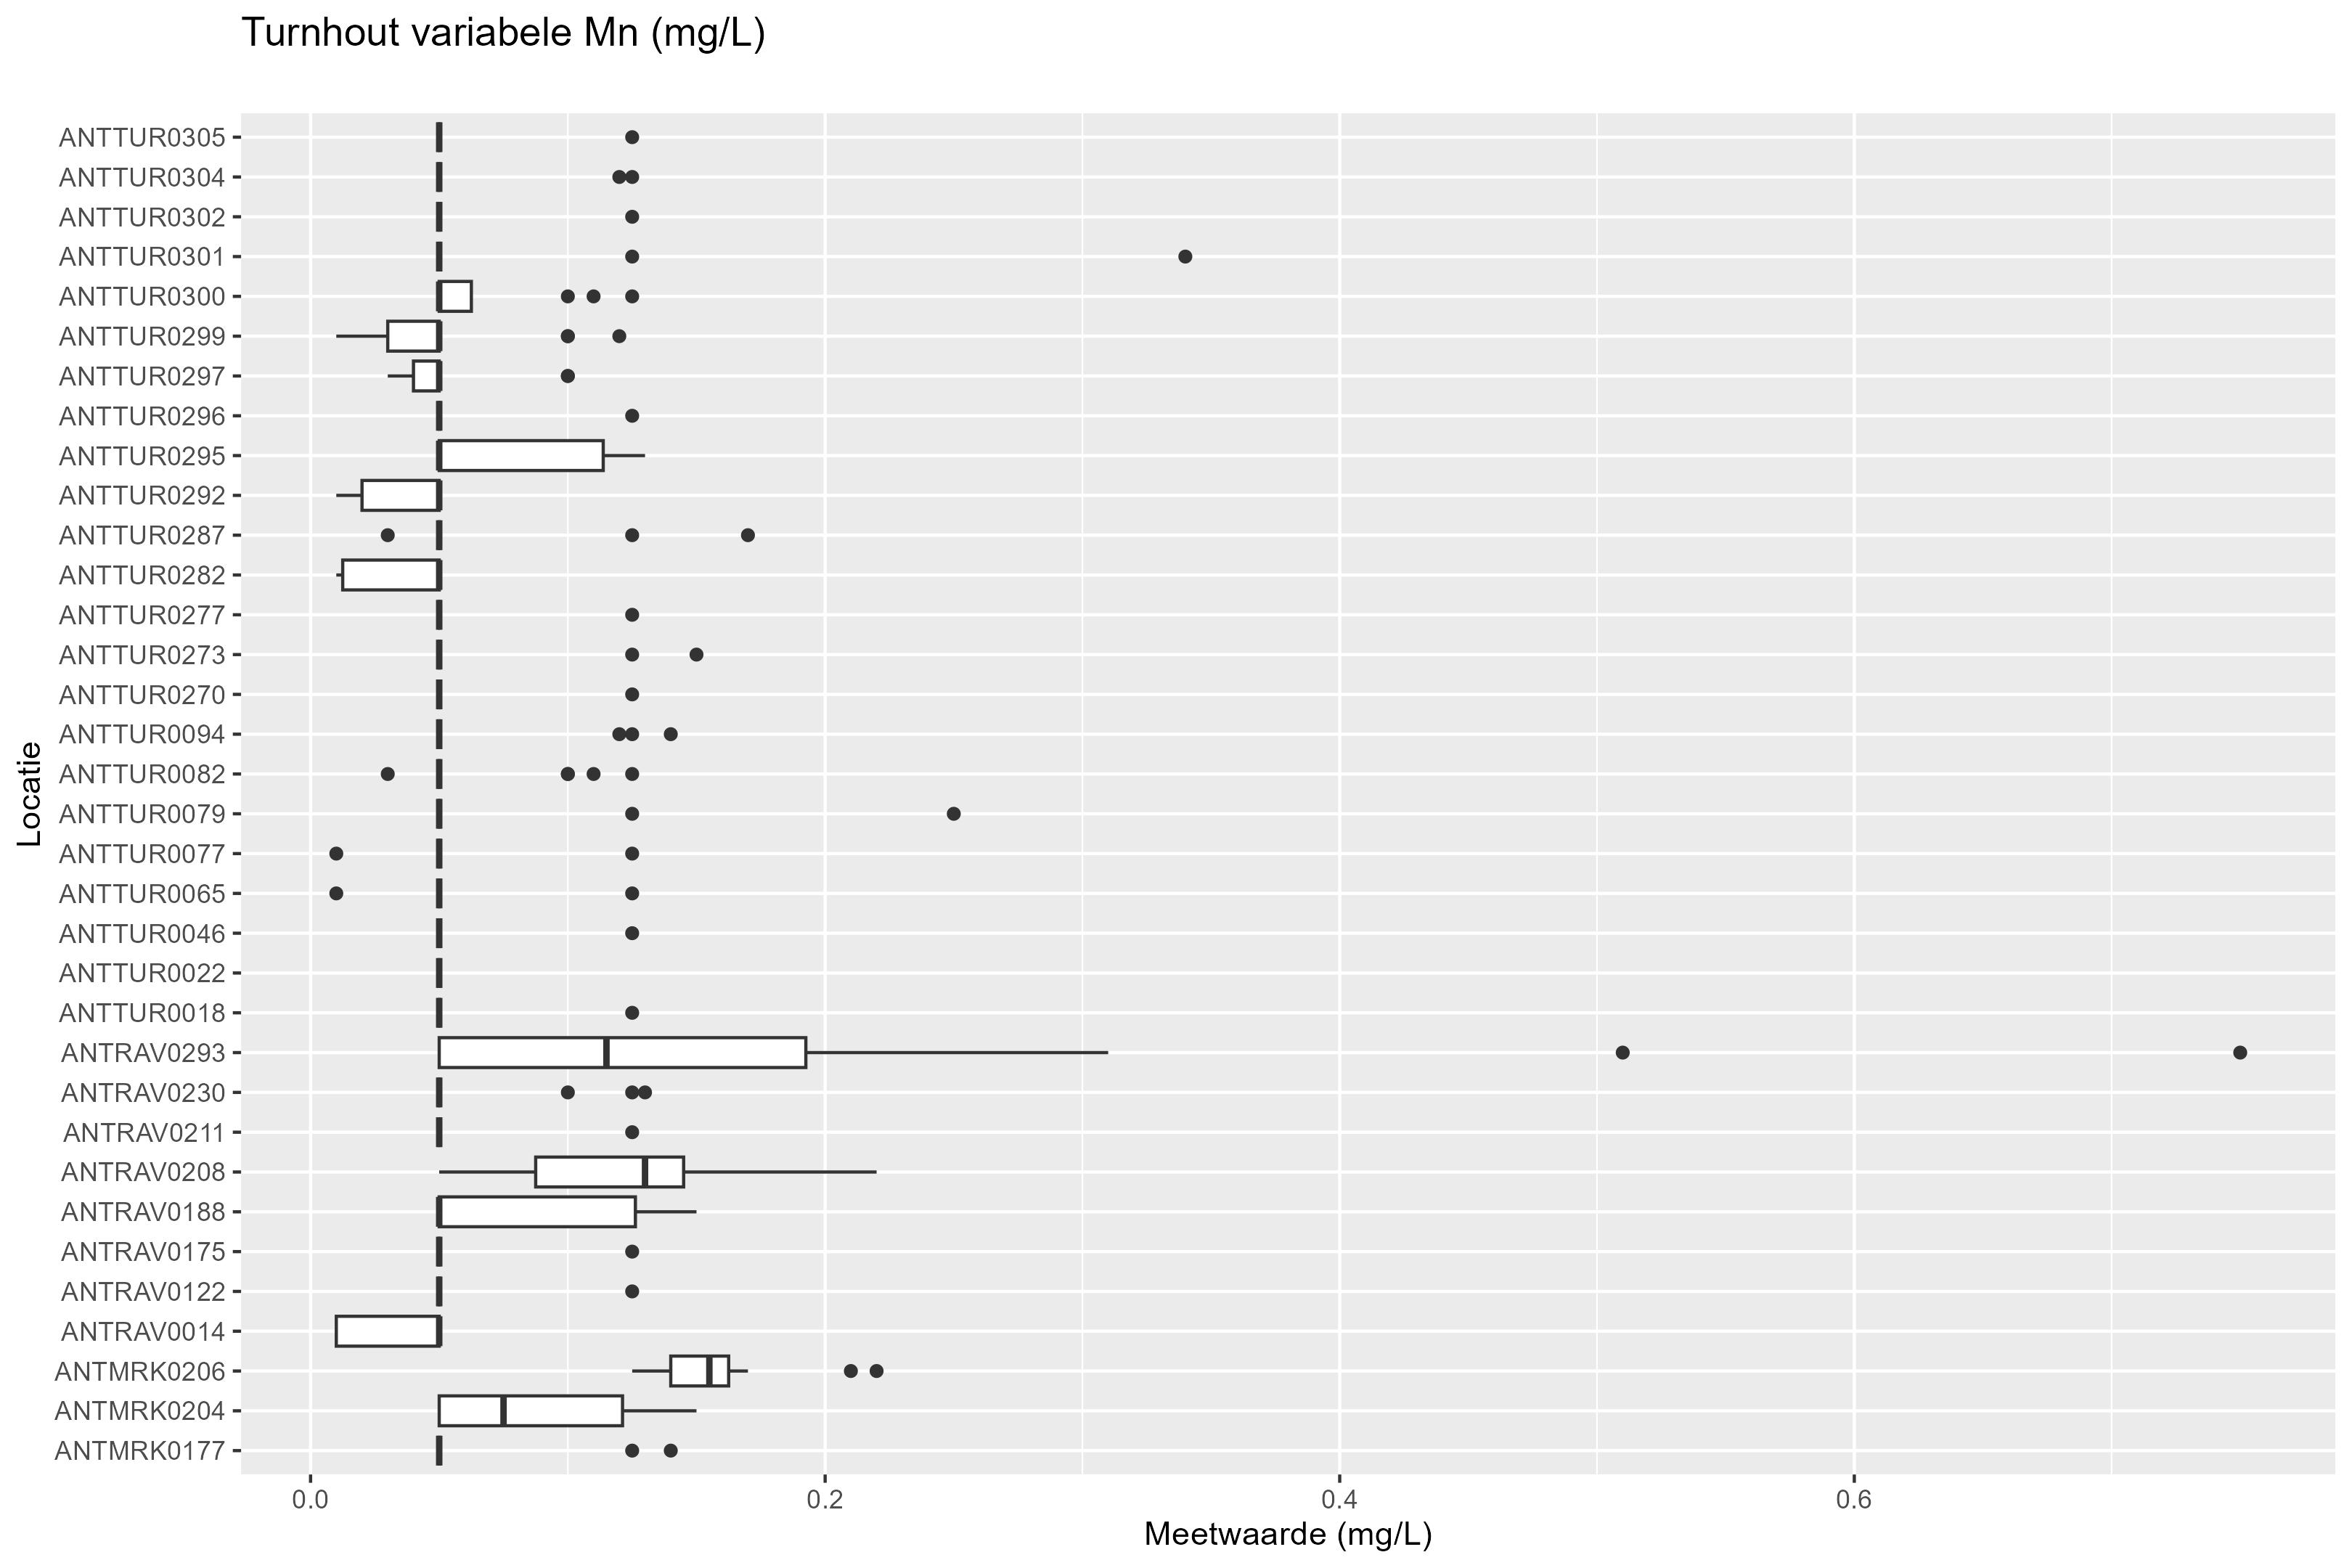 Turnhout variabele Mn (mg/L)
Locatie
ANTTUR0305
ANTTUR0304
ANTTUR0302
ANTTUR0301
ANTTUR0300
ANTTUR0299
ANTTUR0297
ANTTUR0296
ANTTUR0295
ANTTUR0292
ANTTUR0287
ANTTUR0282
ANTTUR0277
ANTTUR0273
ANTTUR0270
ANTTUR0094
ANTTUR0082
ANTTUR0079
ANTTUR0077
ANTTUR0065
ANTTUR0046
ANTTUR0022
ANTTUR0018
ANTRAV0293
ANTRAV0230
ANTRAV0211
ANTRAV0208
ANTRAV0188
ANTRAV0175
ANTRAV0122
ANTRAV0014
ANTMRK0206
ANTMRK0204
ANTMRK0177
0.0 0.2 0.4 0.6
Meetwaarde (mg/L)